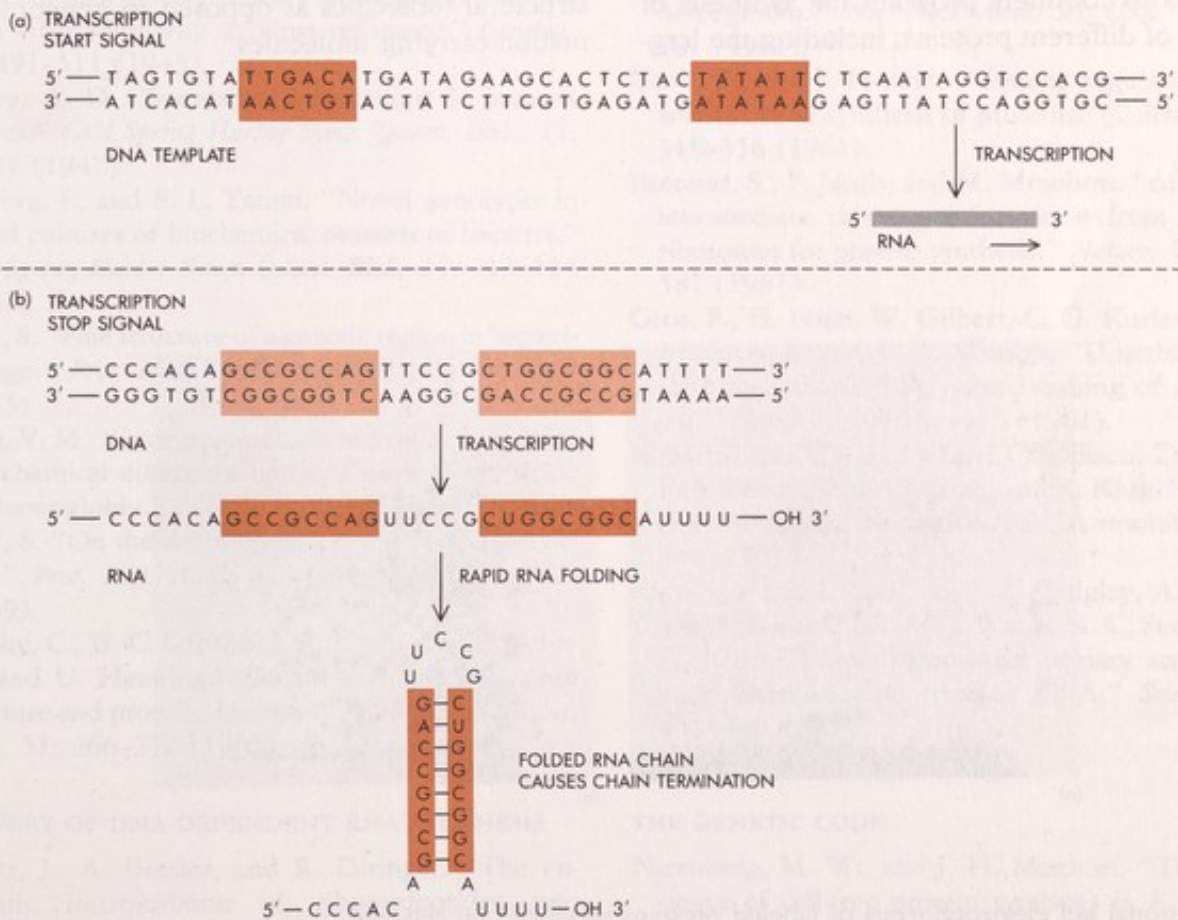 (a) TRANSCRIPTION
START SIGNAL
5′ — TAGTGTATTGACATGATAGAAGCACTCTACTATATTCTCAATAGGTCCACG — 3′
3′ — ATCACATAACTGTACTATCTTCGTGAGATGATATAAGAGTTATCCAGGTGC — 5′
DNA TEMPLATE
TRANSCRIPTION
5′ 3′
RNA
(b) TRANSCRIPTION
STOP SIGNAL
5′ — CCCACAGCCGCCAGTTCCGCTGGCGGCATTTT — 3′
3′ — GGGTGTCGGCGGTCAAGGCGACCGCCGTAAAA — 5′
DNA
TRANSCRIPTION
5′ — CCCACAGCCGCCAGUUCCGCUGGCGGCAUUUU — OH 3′
RNA
RAPID RNA FOLDING
C
U C
U G
G C
A U
C G
C G
G C
C G
C G
G C
A A
FOLDED RNA CHAIN
CAUSES CHAIN TERMINATION
5′ — CCCAC UUUU — OH 3′